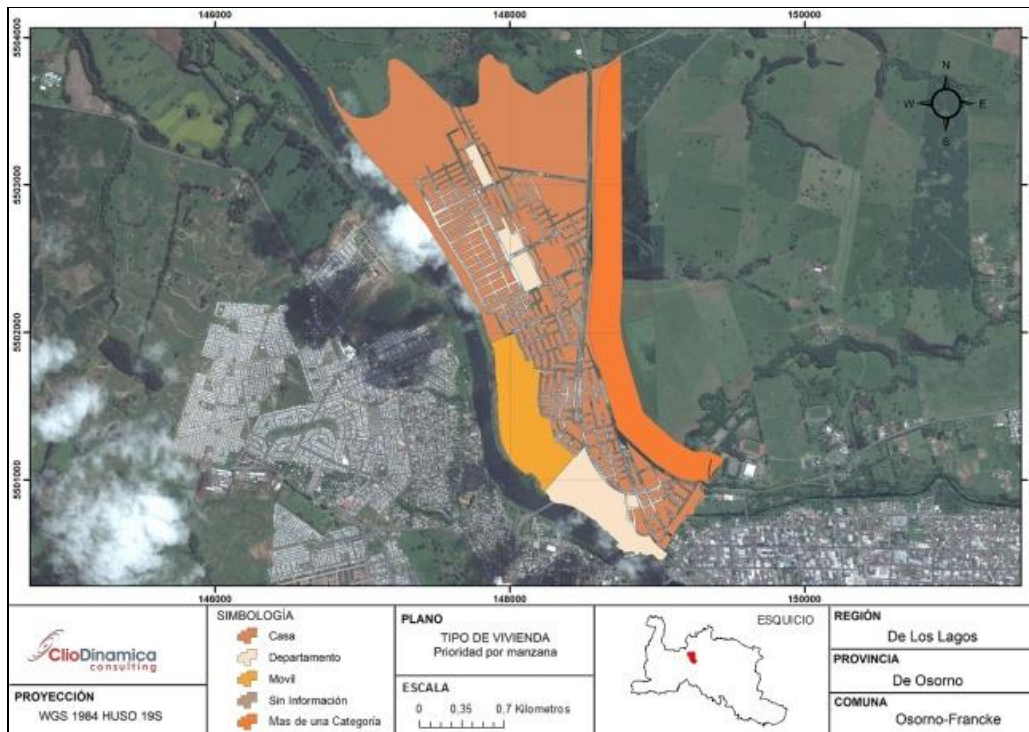 146000 148000 150000
5504000
5503000
5502000
5501000
N
W E
S
146000 148000 150000
ClioDinamica
consulting
PROYECCIÓN
WGS 1984 HUSO 19S
SIMBOLOGÍA
Casa
Departamento
Movil
Sin Información
Mas de una Categoría
PLANO
TIPO DE VIVIENDA
Prioridad por manzana
ESCALA
0 0,35 0,7 Kilometros
ESQUICIO
REGIÓN
De Los Lagos
PROVINCIA
De Osorno
COMUNA
Osorno-Francke